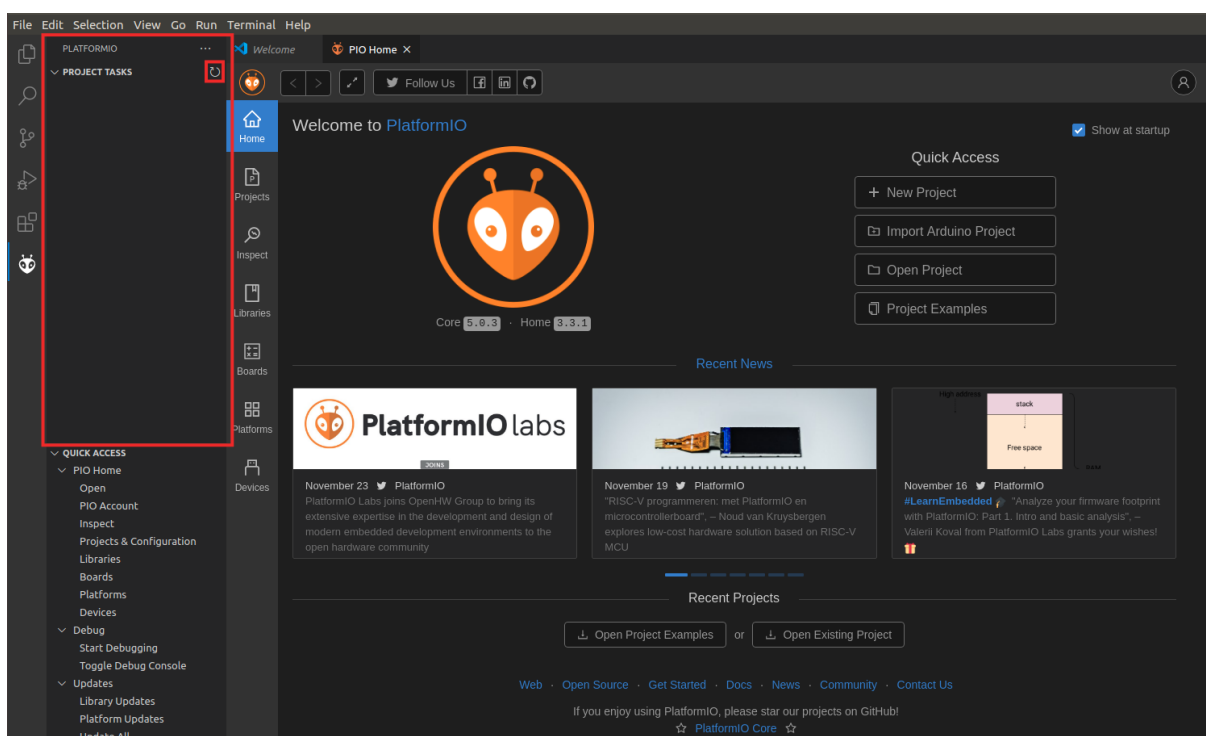 File Edit Selection View Go Run Terminal Help
PLATFORMIO ...
PROJECT TASKS
QUICK ACCESS
PIO Home
Open
PIO Account
Inspect
Projects & Configuration
Libraries
Boards
Platforms
Devices
Debug
Start Debugging
Toggle Debug Console
Updates
Library Updates
Platform Updates
Update All
Welcome
PIO Home
Follow Us
Home
Projects
Inspect
Libraries
Boards
Platforms
Devices
Welcome to PlatformIO
Show at startup
Core 5.0.3 · Home 3.3.1
Quick Access
New Project
Import Arduino Project
Open Project
Project Examples
Recent News
PlatformIO labs
JOINS
November 23 PlatformIO
PlatformIO Labs joins OpenHW Group to bring its
extensive expertise in the development and design of
modern embedded development environments to the
open hardware community
November 19 PlatformIO
"RISC-V programmeren: met PlatformIO en
microcontrollerboard". – Noud van Kruysbergen
explores low-cost hardware solution based on RISC-V
MCU
High address
stack
Free space
November 16 PlatformIO
#LearnEmbedded "Analyze your firmware footprint
with PlatformIO: Part 1. Intro and basic analysis", –
Valerii Koval from PlatformIO Labs grants your wishes!
Recent Projects
Open Project Examples or Open Existing Project
Web · Open Source · Get Started · Docs · News · Community · Contact Us
If you enjoy using PlatformIO, please star our projects on GitHub!
☆ PlatformIO Core ☆